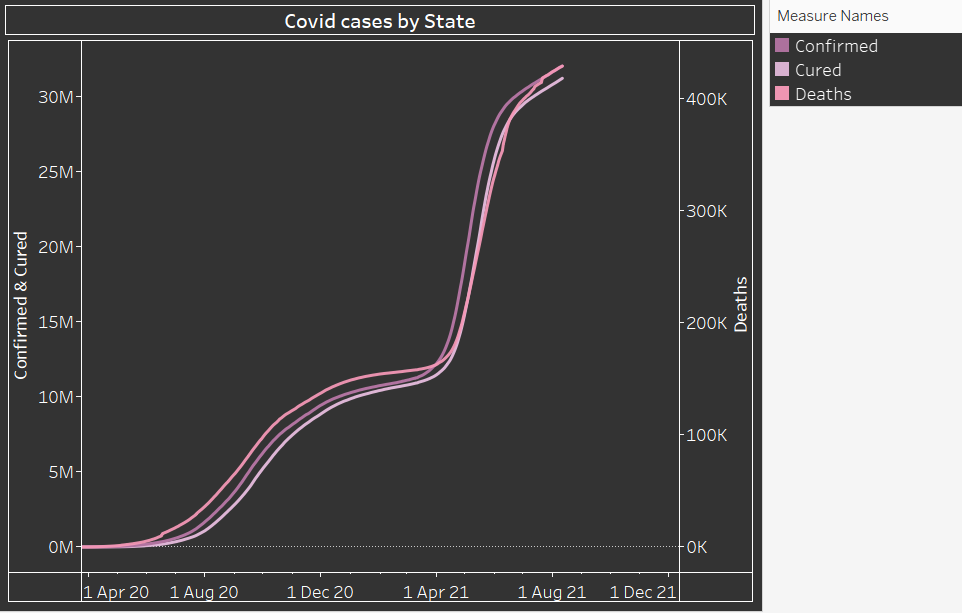 Covid cases by State
Measure Names
Confirmed
Cured
Deaths
Confirmed & Cured
30M
25M
20M
15M
10M
5M
0M
400K
300K
200K
100K
0K
Deaths
1 Apr 20 1 Aug 20 1 Dec 20 1 Apr 21 1 Aug 21 1 Dec 21